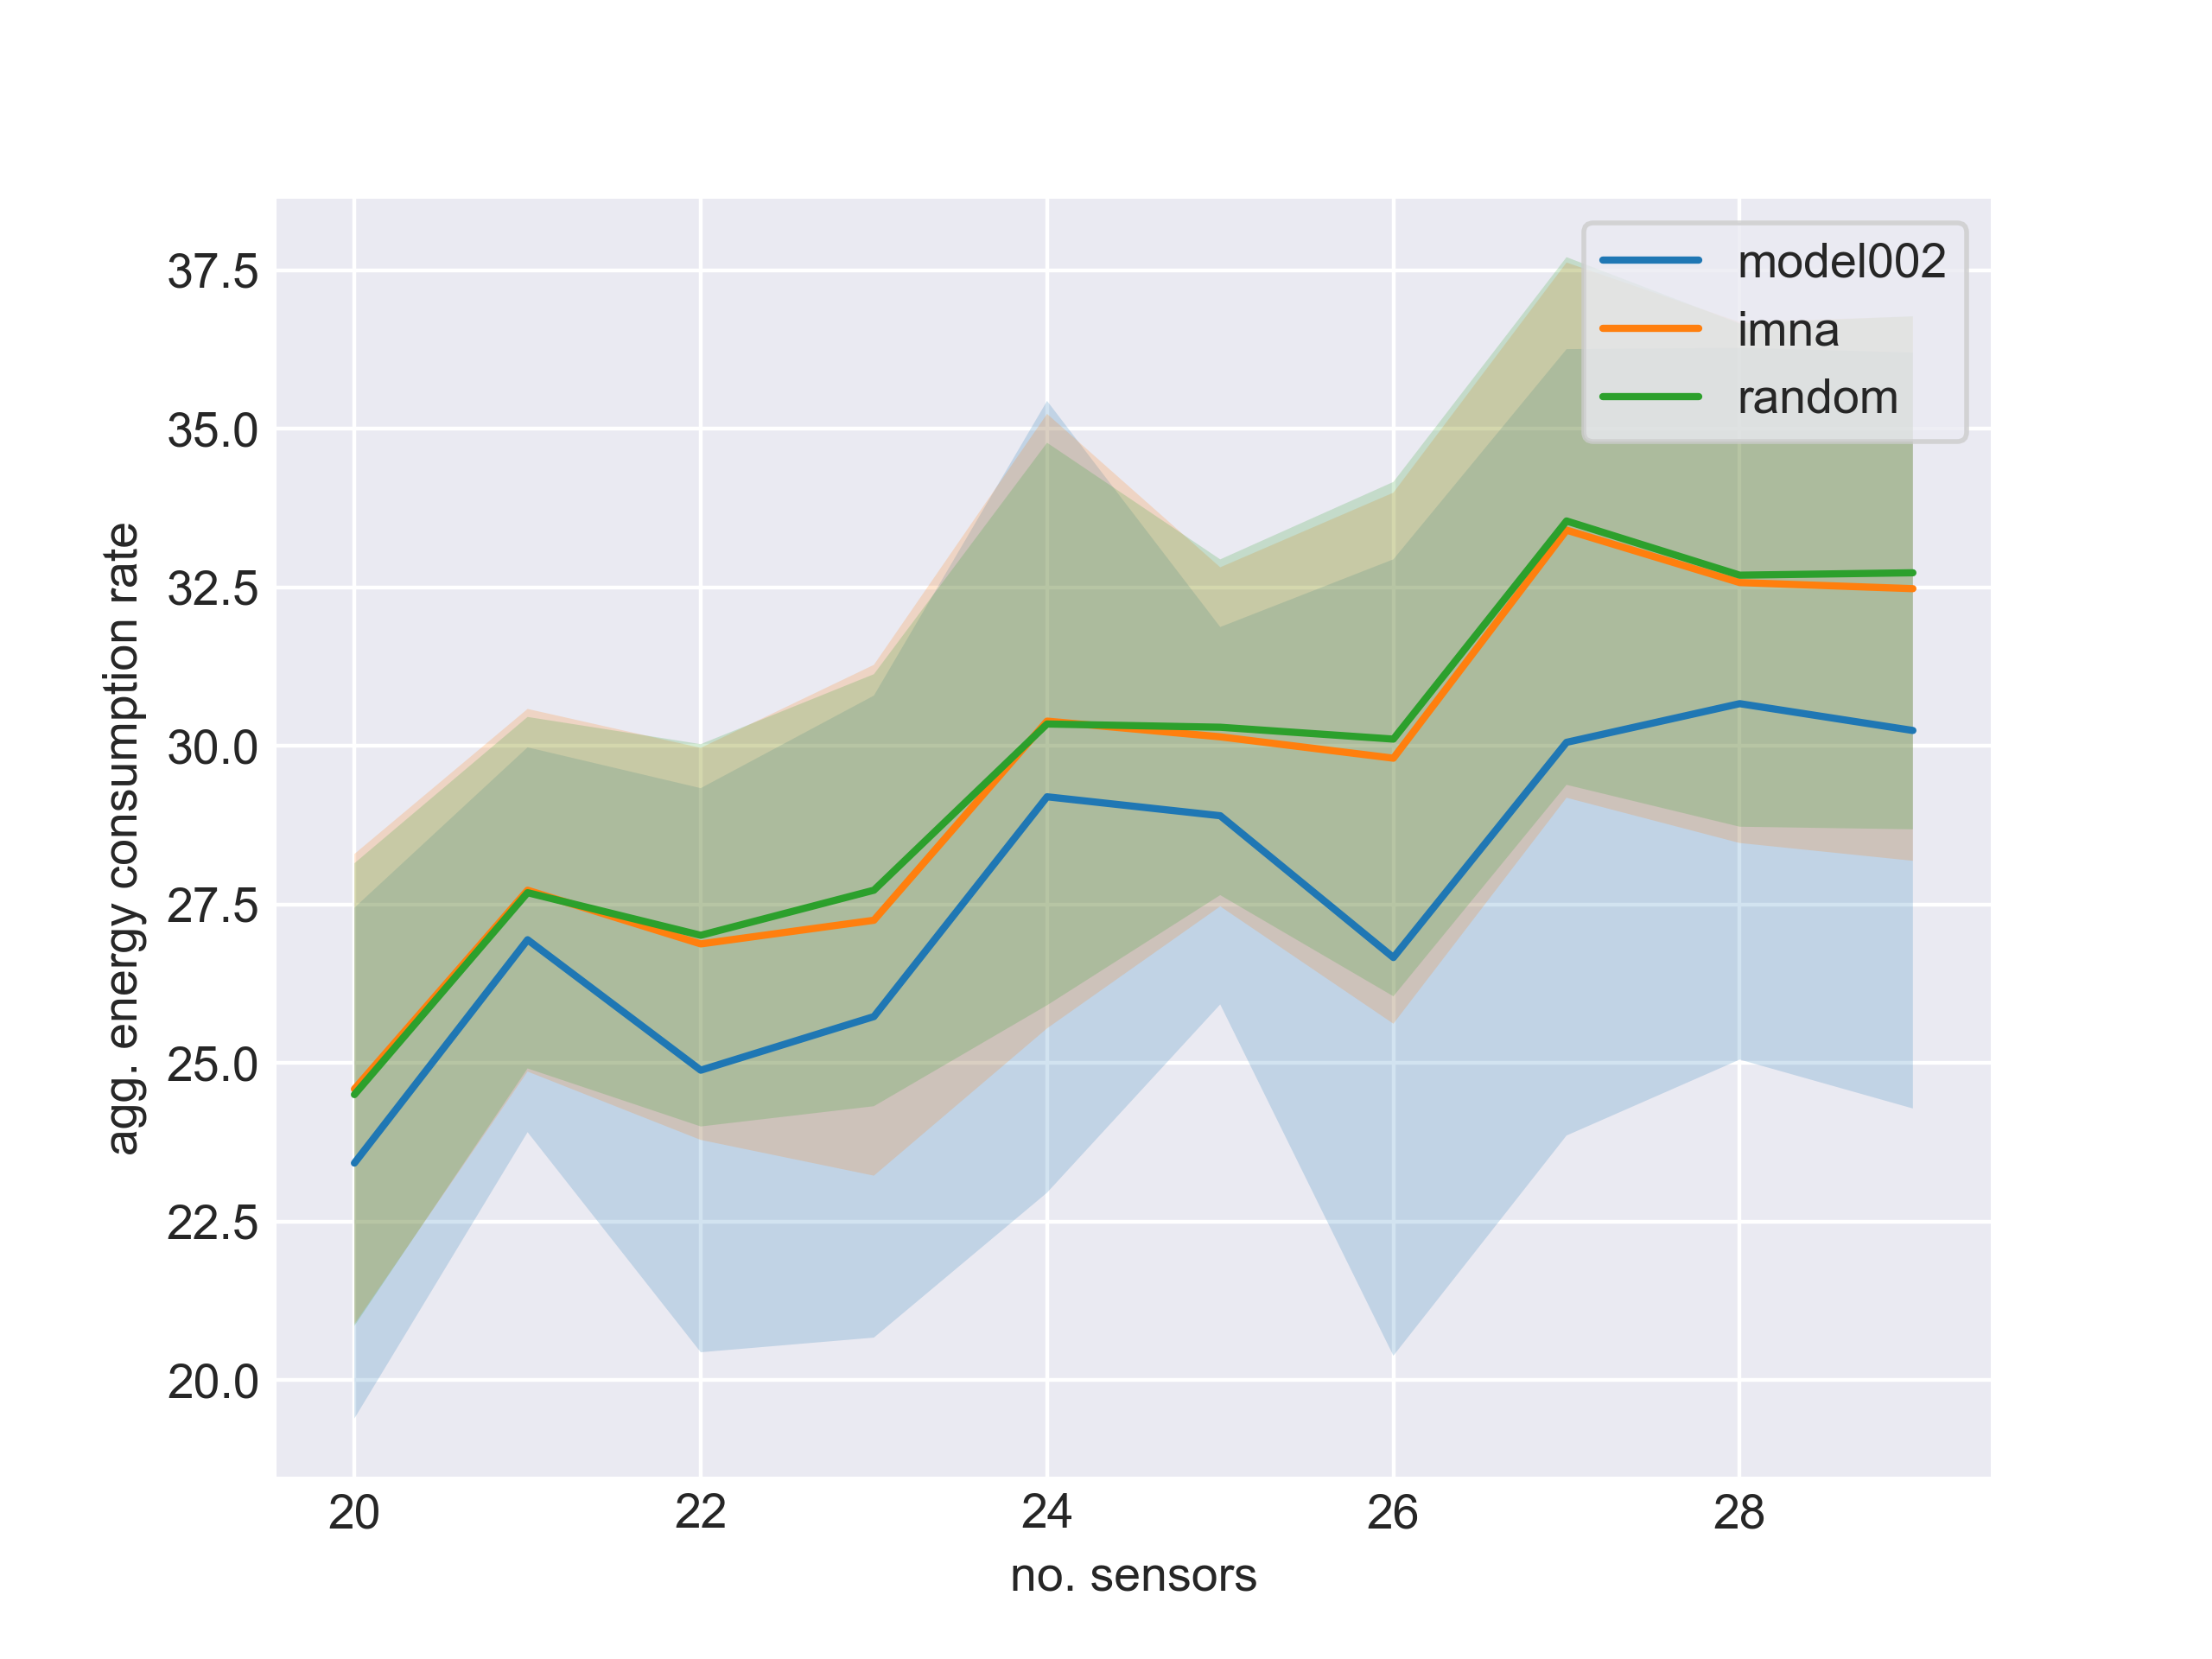 model002
imna
random
37.5
35.0
32.5
30.0
27.5
25.0
22.5
20.0
agg. energy consumption rate
20 22 24 26 28
no. sensors